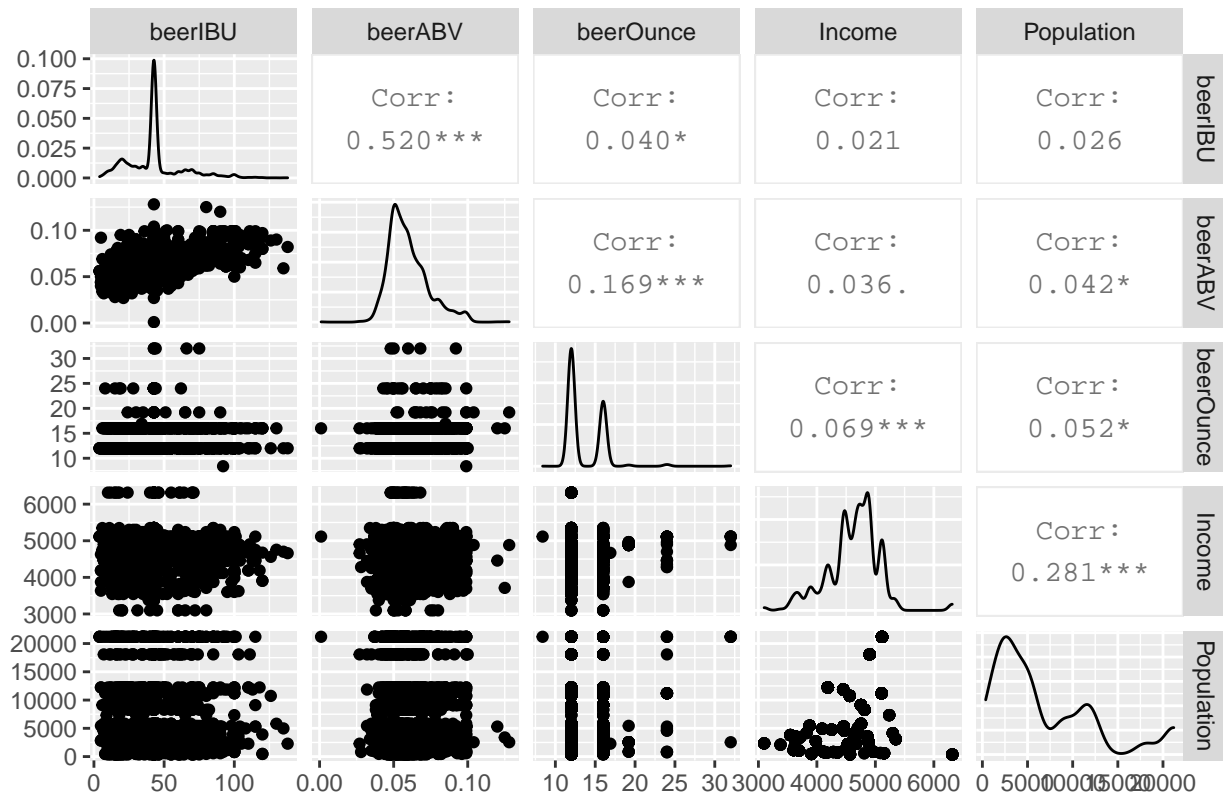 beerIBU beerABV beerOunce Income Population
0.100
0.075
0.050
0.025
0.000
Corr:
0.520***
Corr:
0.040*
Corr:
0.021
Corr:
0.026
beerIBU
0.10
0.05
0.00
Corr:
0.169***
Corr:
0.036.
Corr:
0.042*
beerABV
30
25
20
15
10
Corr:
0.069***
Corr:
0.052*
beerOunce
6000
5000
4000
3000
Corr:
0.281***
Income
20000
15000
10000
5000
0
Population
0 50 100 0.00 0.05 0.10 10 15 20 25 30 3000 4000 5000 6000 0 5000 10000 15000 20000